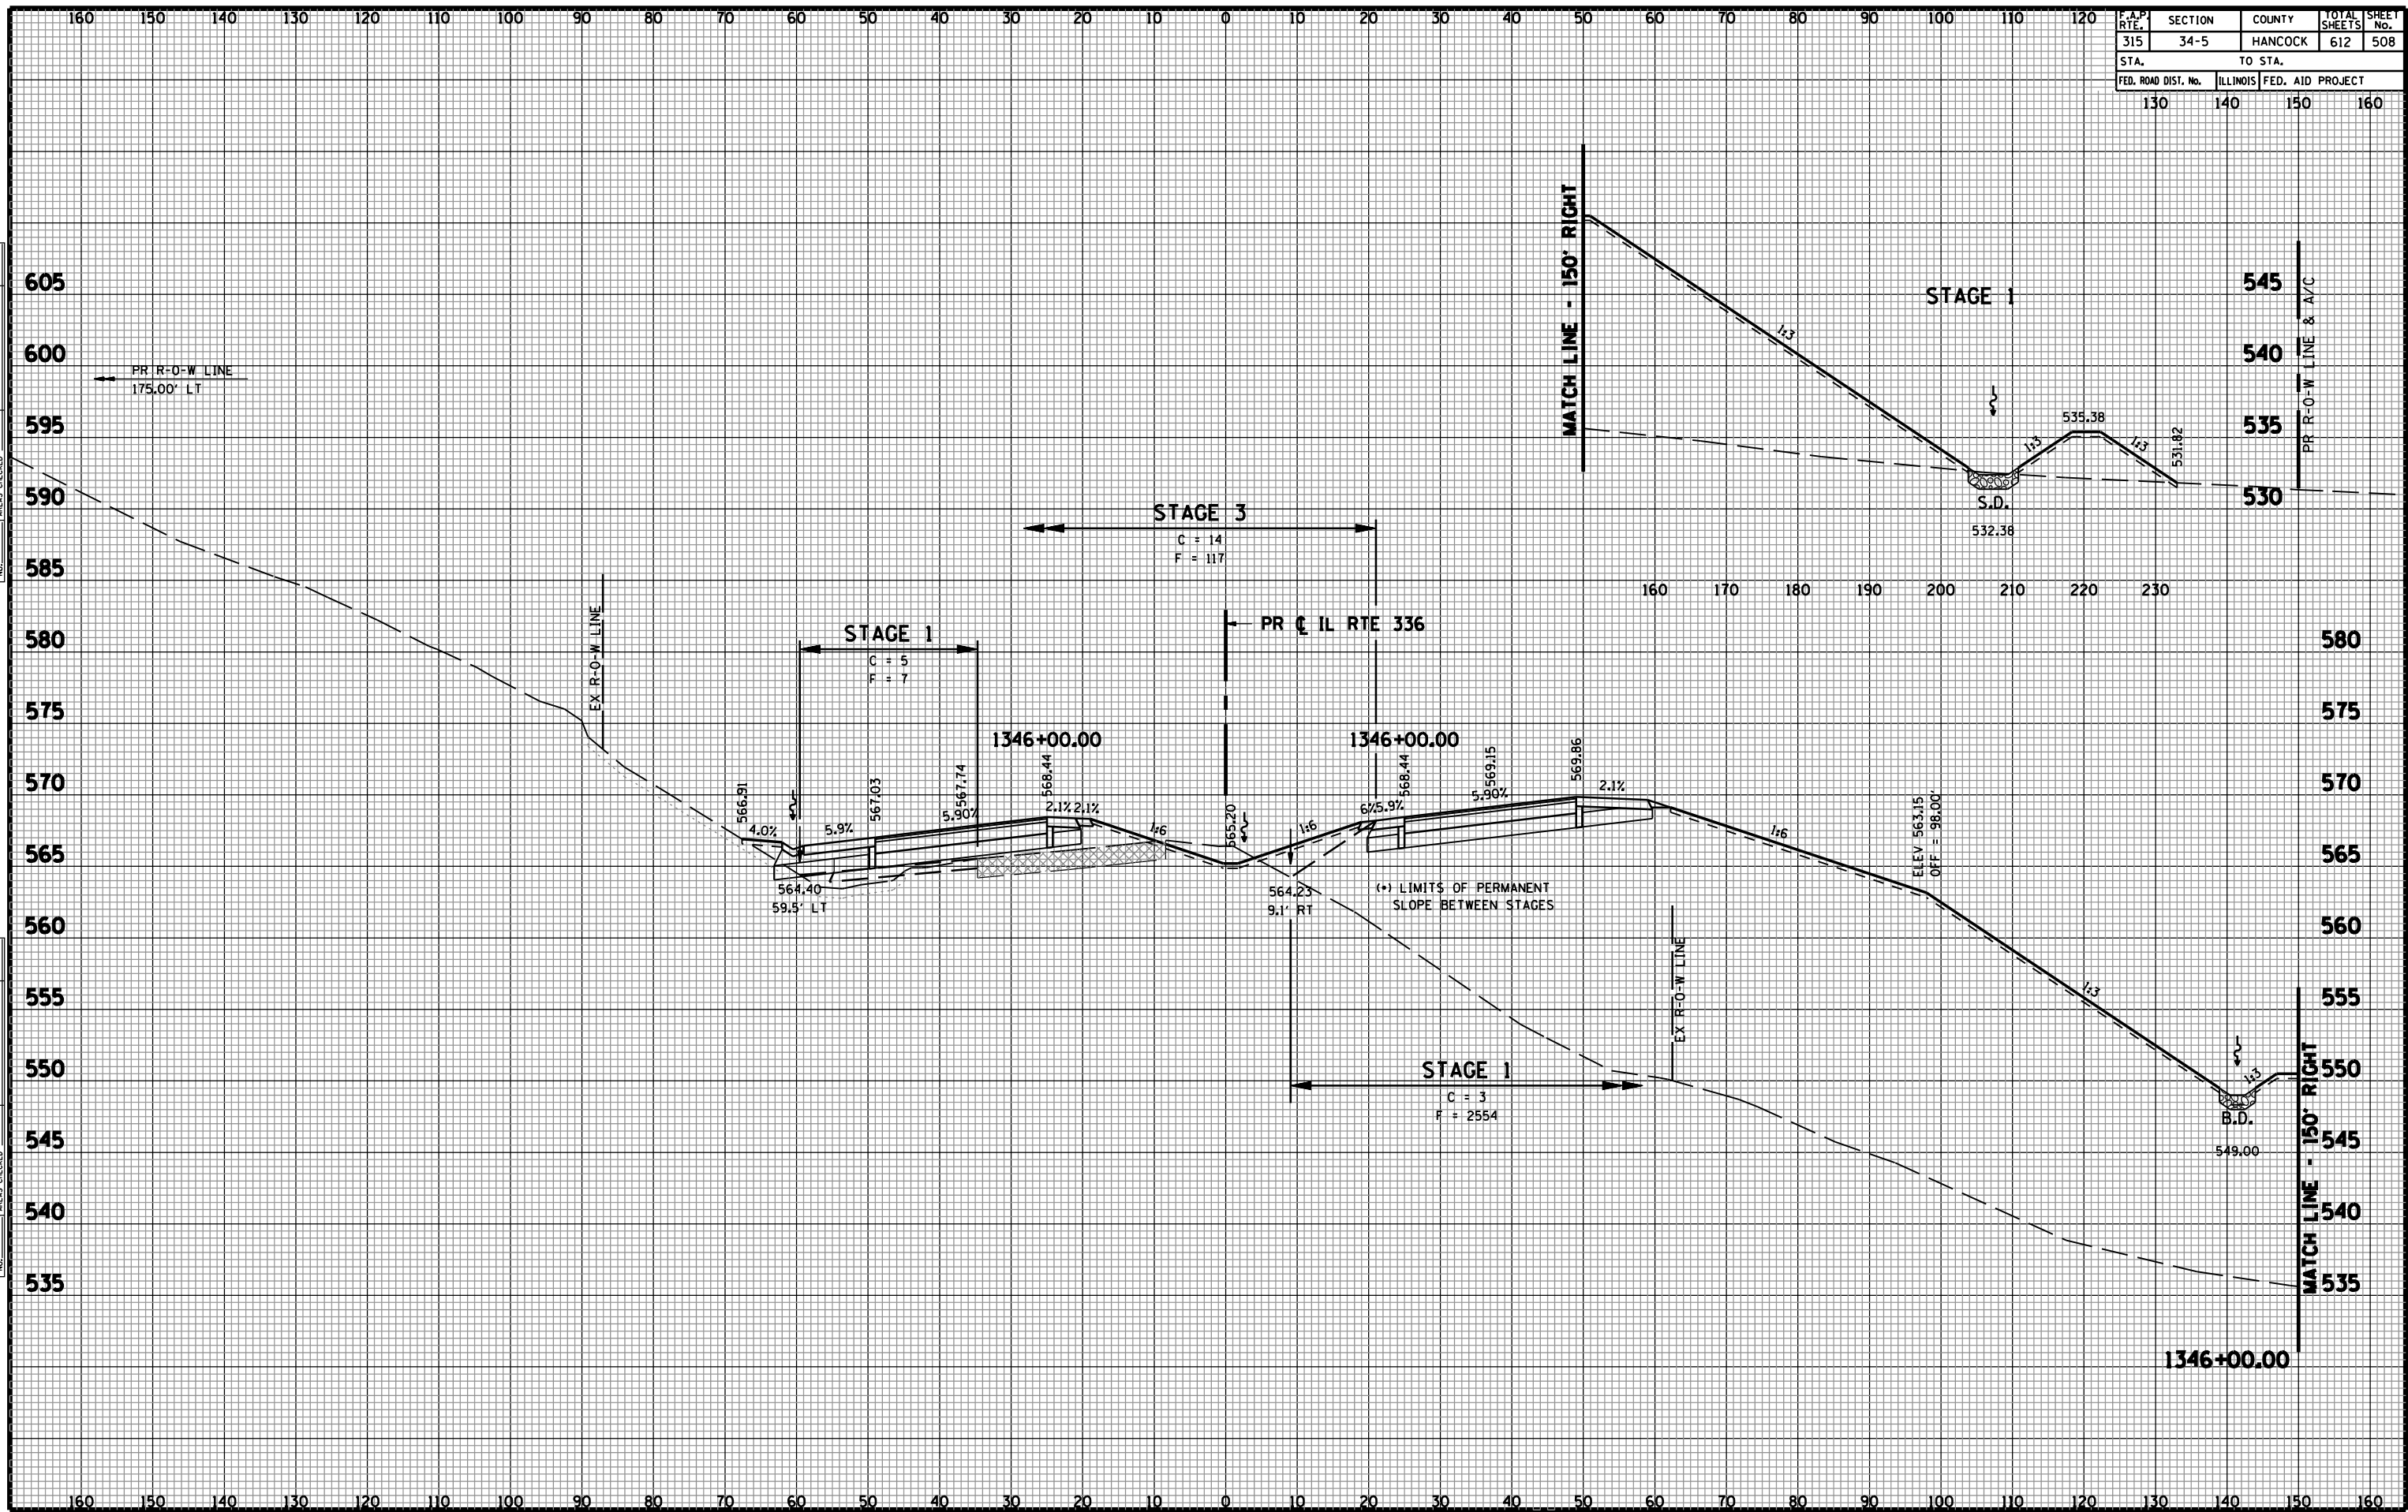 160 150 140 130 120 110 100 90 80 70 60 50 40 30 20 10 0 10 20 30 40 50 60 70 80 90 100 110 120
F.A.P. RTE. SECTION COUNTY TOTAL SHEETS SHEET No.
315 34-5 HANCOCK 612 508
STA. TO STA.
FED. ROAD DIST. No. ILLINOIS FED. AID PROJECT
130 140 150 160
MATCH LINE - 150' RIGHT
605
600
595
590
585
580
575
570
565
560
555
550
545
540
535
PR R-O-W LINE
175.00' LT
STAGE 1
545
540
535
530
PR R-O-W LINE & A/C
1:3
1:3
535.38
1:3
531.82
S.D.
532.38
160 170 180 190 200 210 220 230
STAGE 3
C = 14
F = 117
EX R-O-W LINE
STAGE 1
C = 5
F = 7
PR ℄ IL RTE 336
1346+00.00
1346+00.00
566.91
4.0%
5.9%
567.03
5.90%
567.74
568.44
2.1%
2.1%
1:6
565.20
1:6
6%
5.9%
568.44
5.90%
569.15
569.86
2.1%
1:6
ELEV 563.15
OFF = 98.00'
564.40
59.5' LT
564.23
9.1' RT
(*) LIMITS OF PERMANENT
SLOPE BETWEEN STAGES
EX R-O-W LINE
STAGE 1
C = 3
F = 2554
1:3
1:3
B.D.
549.00
MATCH LINE - 150' RIGHT
580
575
570
565
560
555
550
545
540
535
1346+00.00
160 150 140 130 120 110 100 90 80 70 60 50 40 30 20 10 0 10 20 30 40 50 60 70 80 90 100 110 120 130 140 150 160